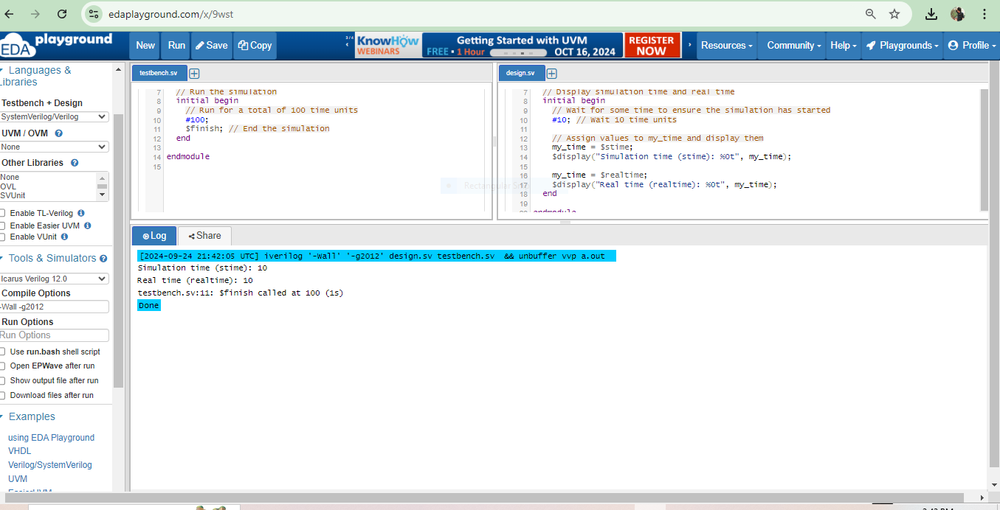 edaplayground.com/x/9wst
EDA playground
New Run Save Copy
3/4
KnowHow WEBINARS
Getting Started with UVM
FREE • 1 Hour OCT 16, 2024
REGISTER NOW
Resources Community Help Playgrounds Profile
Languages & Libraries
Testbench + Design
SystemVerilog/Verilog
UVM / OVM
None
Other Libraries
None
OVL
SVUnit
Enable TL-Verilog
Enable Easier UVM
Enable VUnit
Tools & Simulators
Icarus Verilog 12.0
Compile Options
-Wall -g2012
Run Options
Run Options
Use run.bash shell script
Open EPWave after run
Show output file after run
Download files after run
Examples
using EDA Playground
VHDL
Verilog/SystemVerilog
UVM
EasierUVM
testbench.sv
7 // Run the simulation
8 initial begin
9 // Run for a total of 100 time units
10 #100;
11 $finish; // End the simulation
12 end
13
14 endmodule
15
design.sv
7 // Display simulation time and real time
8 initial begin
9 // Wait for some time to ensure the simulation has started
10 #10; // Wait 10 time units
11
12 // Assign values to my_time and display them
13 my_time = $stime;
14 $display("Simulation time (stime): %0t", my_time);
15
16 my_time = $realtime;
17 $display("Real time (realtime): %0t", my_time);
18 end
19
20 endmodule
Rectangular
Log Share
[2024-09-24 21:42:05 UTC] iverilog '-Wall' '-g2012' design.sv testbench.sv && unbuffer vvp a.out
Simulation time (stime): 10
Real time (realtime): 10
testbench.sv:11: $finish called at 100 (1s)
Done